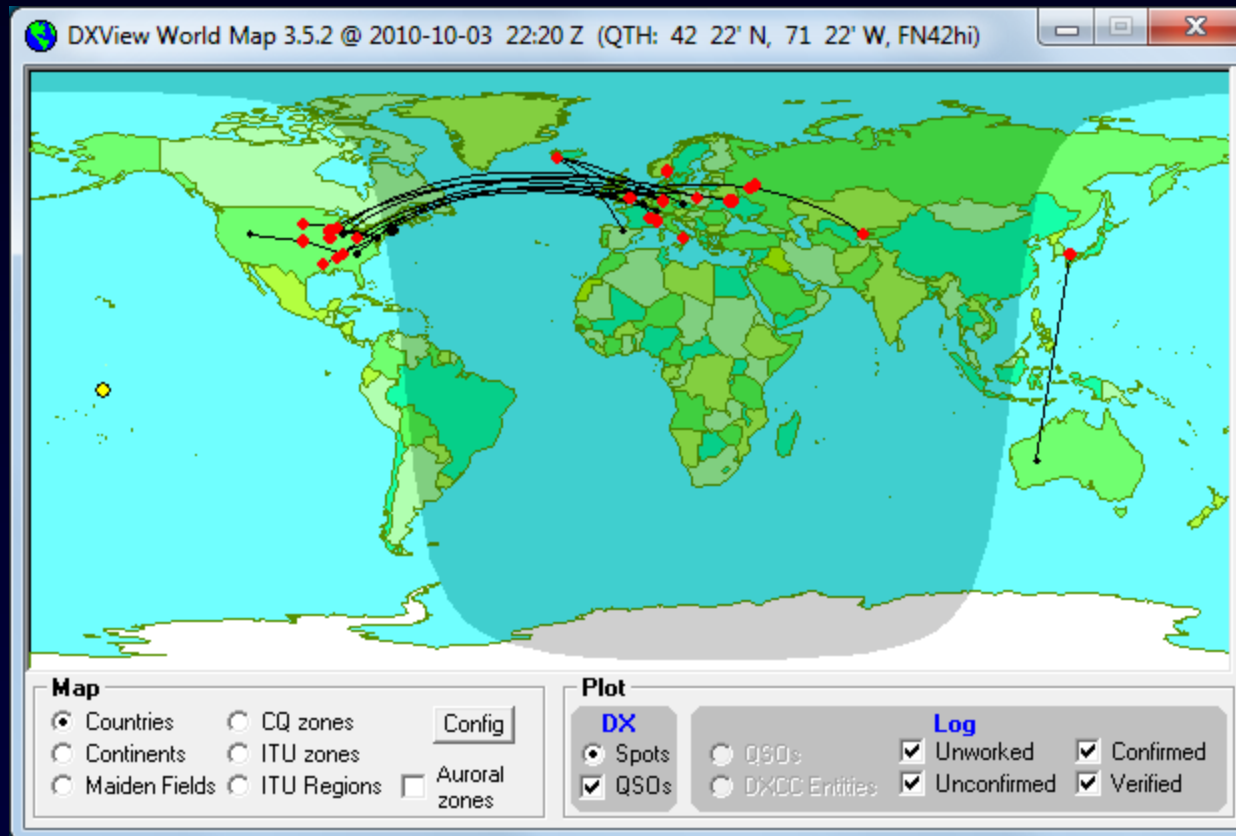 DXView World Map 3.5.2 @ 2010-10-03 22:20 Z (QTH: 42 22' N, 71 22' W, FN42hi)
Map
Countries
CQ zones
Config
Continents
ITU zones
Maiden Fields
ITU Regions
Auroral
zones
Plot
DX
Spots
QSOs
Log
QSOs
Unworked
Confirmed
DXCC Entities
Unconfirmed
Verified